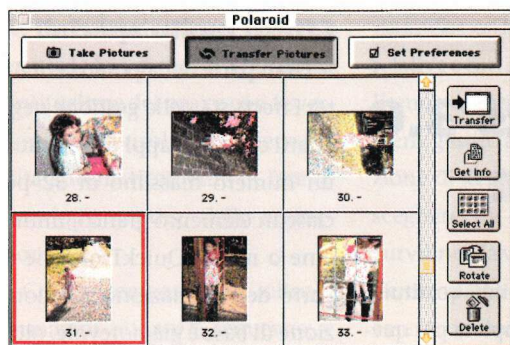 Polaroid
Take Pictures
Transfer Pictures
Set Preferences
28. -
29. -
30. -
31. -
32. -
33. -
Transfer
Get Info
Select All
Rotate
Delete